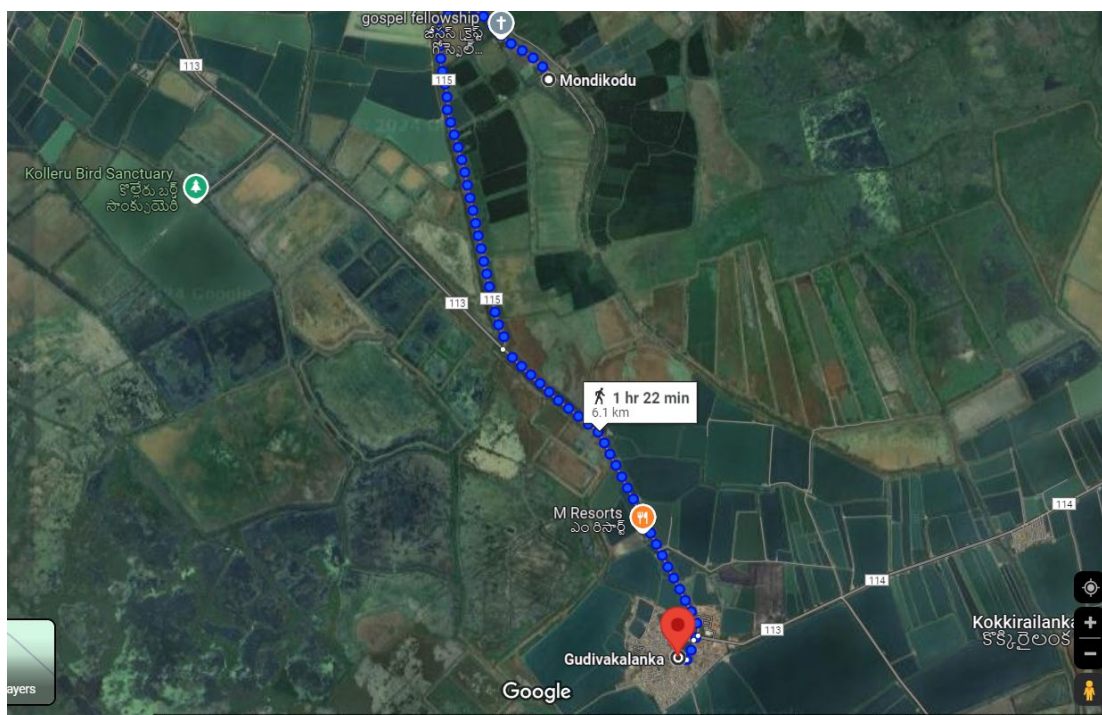 gospel fellowship
జీసస్ క్రైస్ట్
గోస్పెల్...
113
115
Mondikodu
Kolleru Bird Sanctuary
కొల్లేరు బర్డ్
సాంక్చుయెరీ
113
115
1 hr 22 min
6.1 km
M Resorts
ఎం రిసార్ట్
114
114
113
Kokkirailanka
కొక్కిరైలంక
Gudivakalanka
ayers
Google